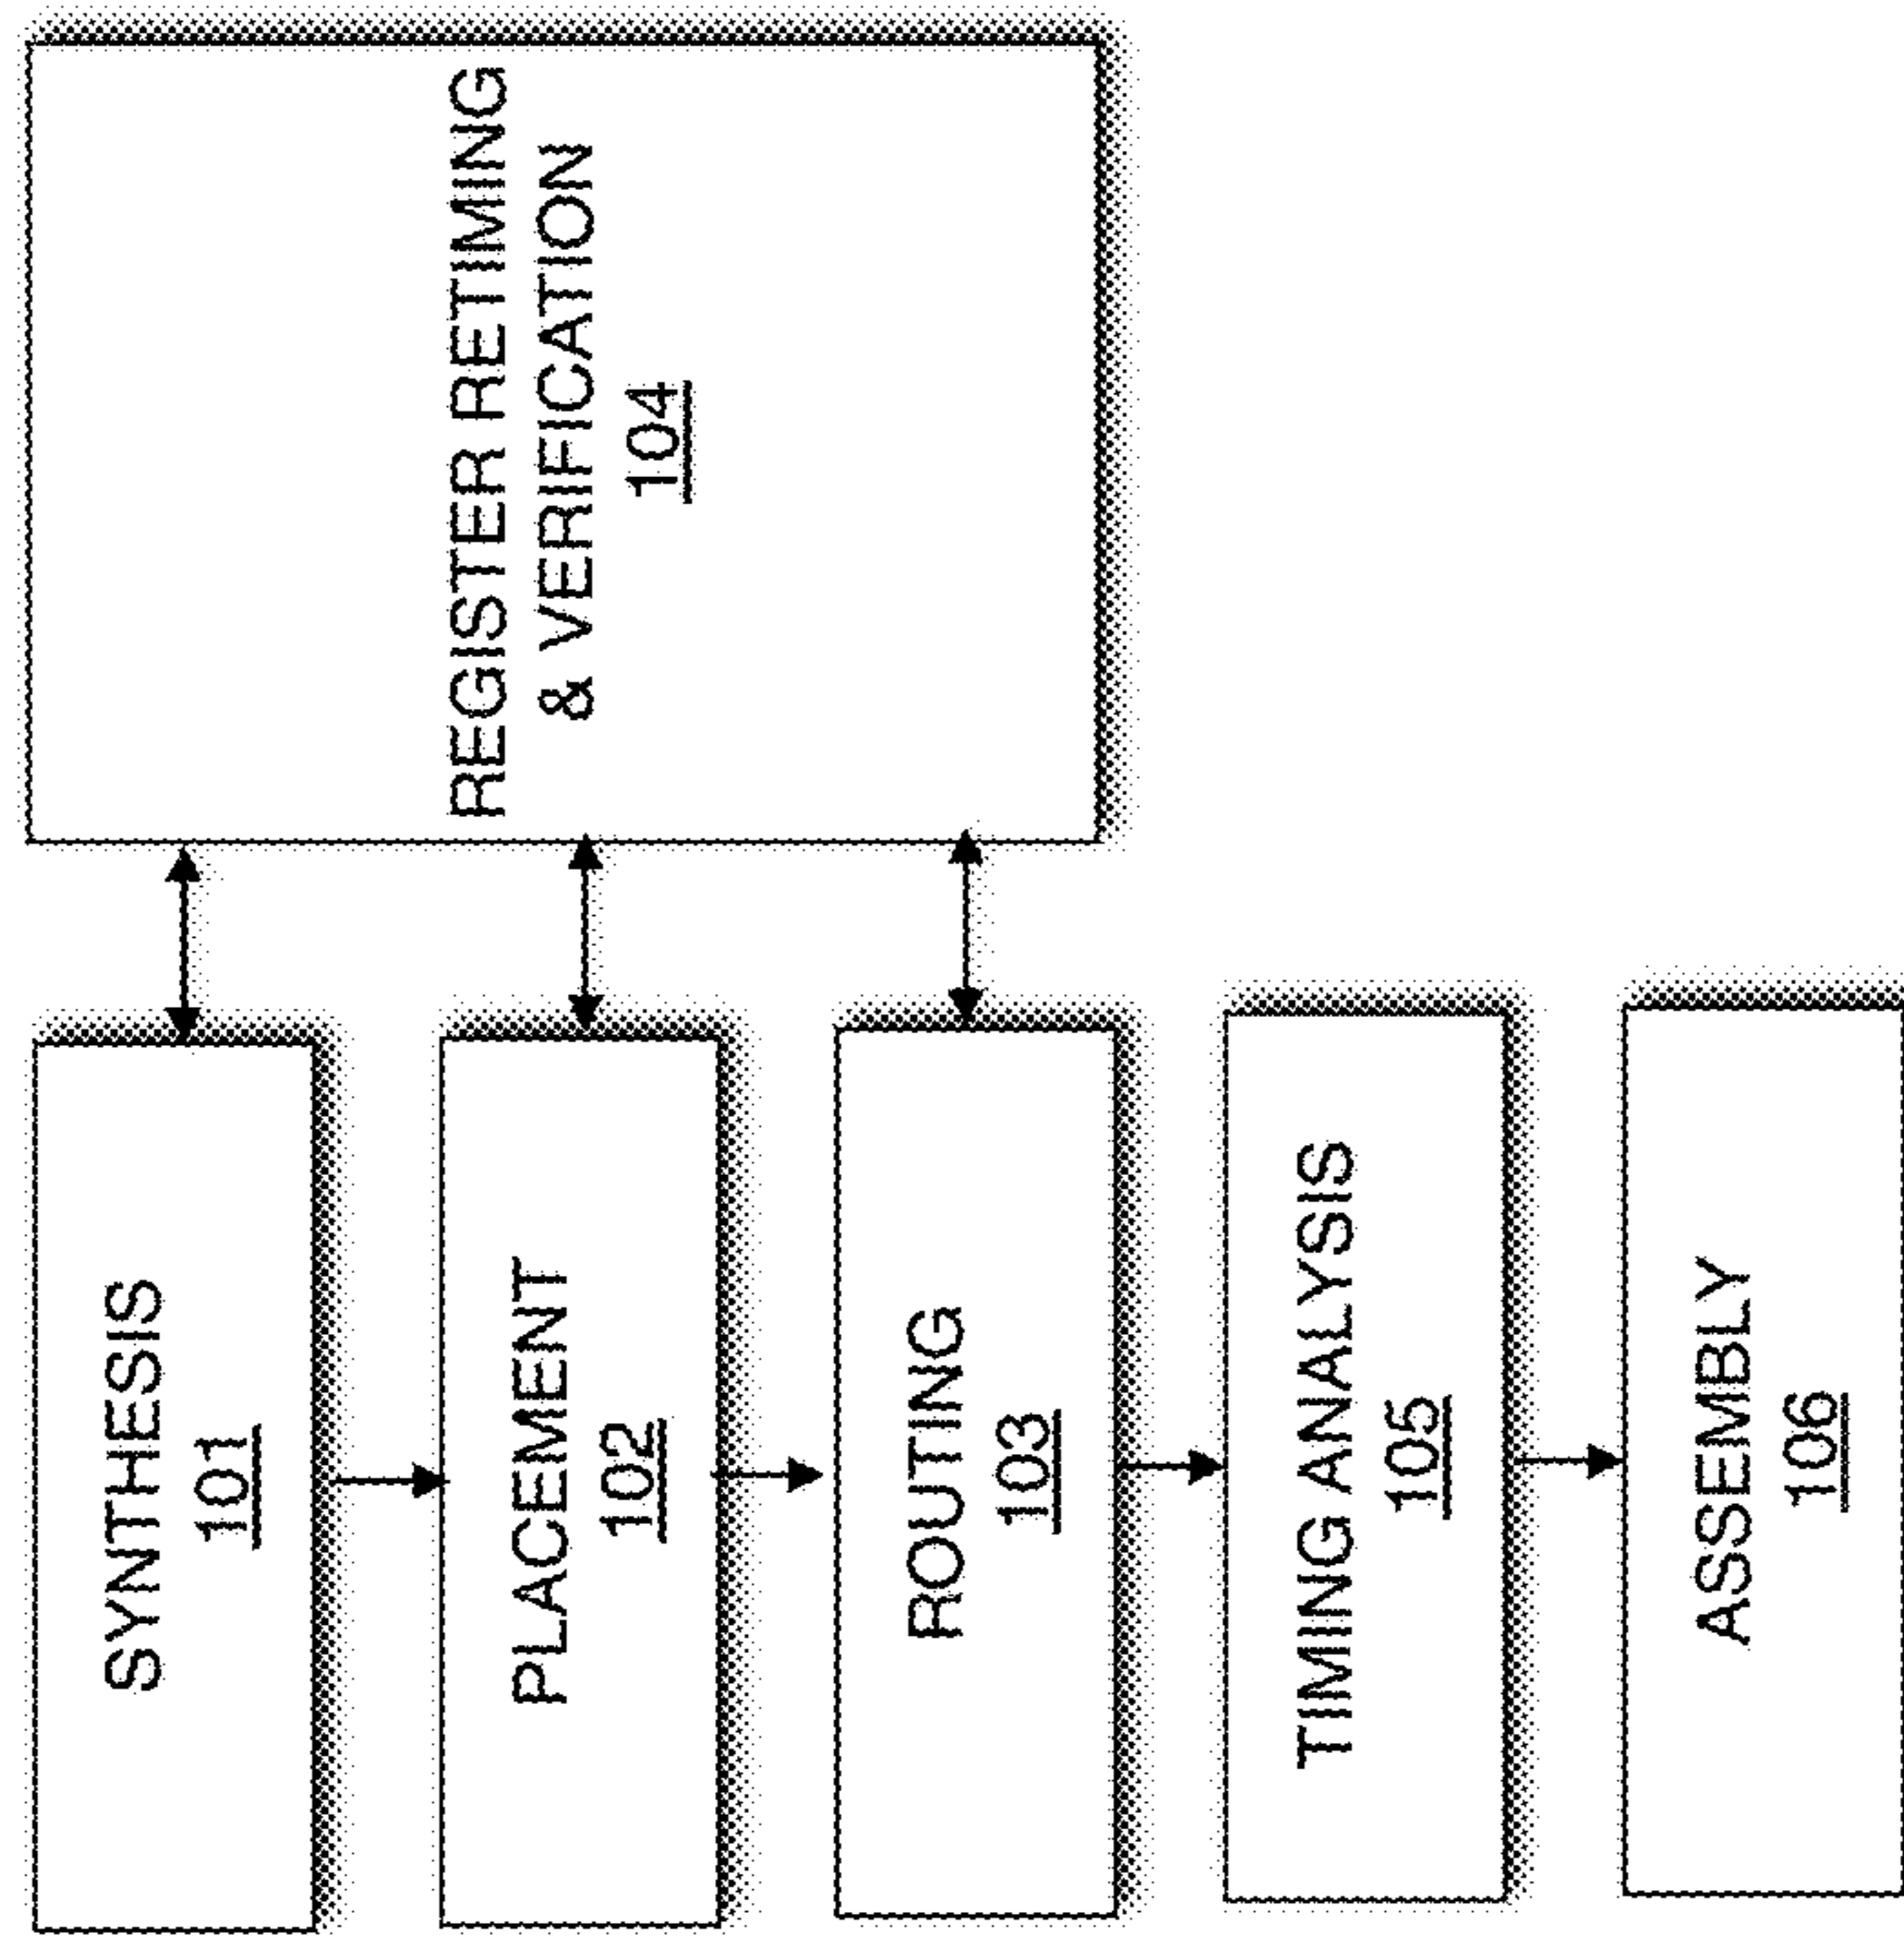 SYNTHESIS
101
PLACEMENT
102
ROUTING
103
REGISTER RETIMING
& VERIFICATION
104
TIMING ANALYSIS
105
ASSEMBLY
106